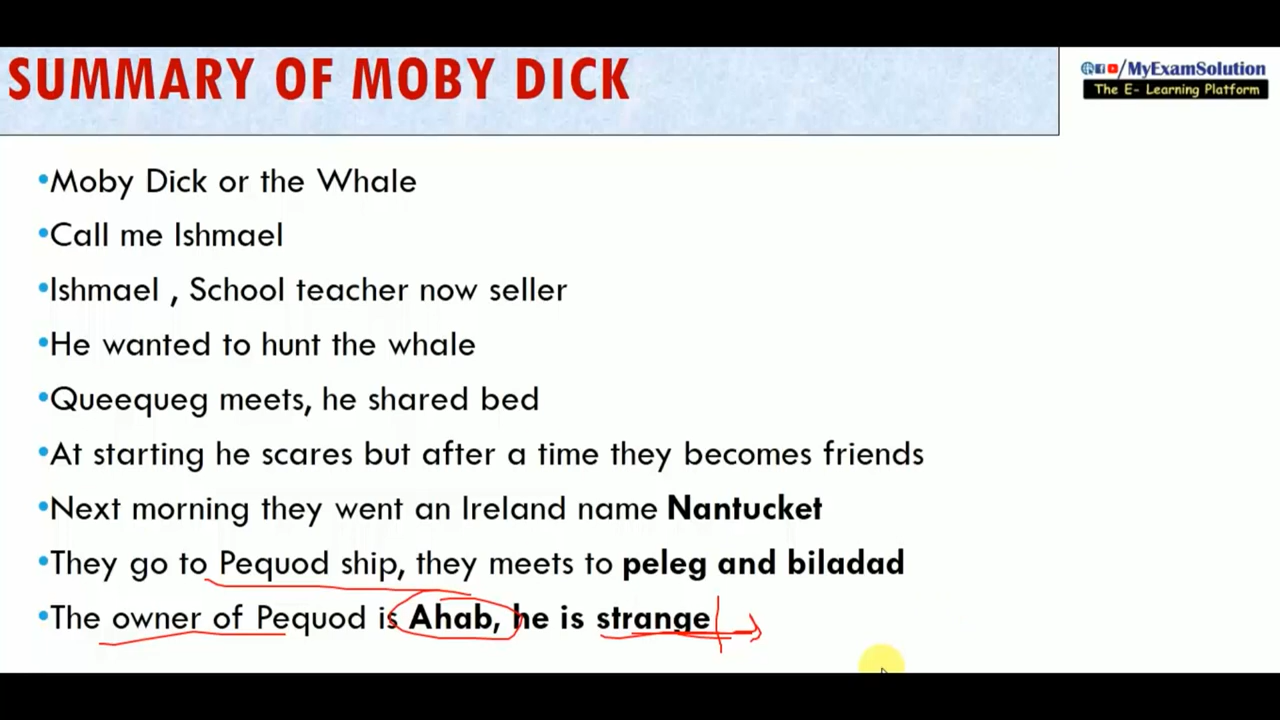 SUMMARY OF MOBY DICK
/MyExamSolution
The E- Learning Platform
•Moby Dick or the Whale
•Call me Ishmael
•Ishmael , School teacher now seller
•He wanted to hunt the whale
•Queequeg meets, he shared bed
•At starting he scares but after a time they becomes friends
•Next morning they went an Ireland name Nantucket
•They go to Pequod ship, they meets to peleg and biladad
•The owner of Pequod is Ahab, he is strange